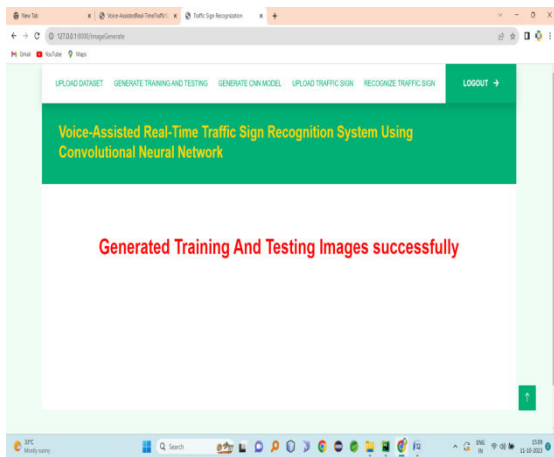 New Tab
Voice-AssistedReal-TimeTraffic
Traffic Sign Recognization
127.0.0.1:8000/imageGenerate
Gmail YouTube Maps
UPLOAD DATASET GENERATE TRAINING AND TESTING GENERATE CNN MODEL UPLOAD TRAFFIC SIGN RECOGNIZE TRAFFIC SIGN LOGOUT →
Voice-Assisted Real-Time Traffic Sign Recognition System Using
Convolutional Neural Network
Generated Training And Testing Images successfully
33°C
Mostly sunny
Search
ENG
IN
15:09
11-10-2023